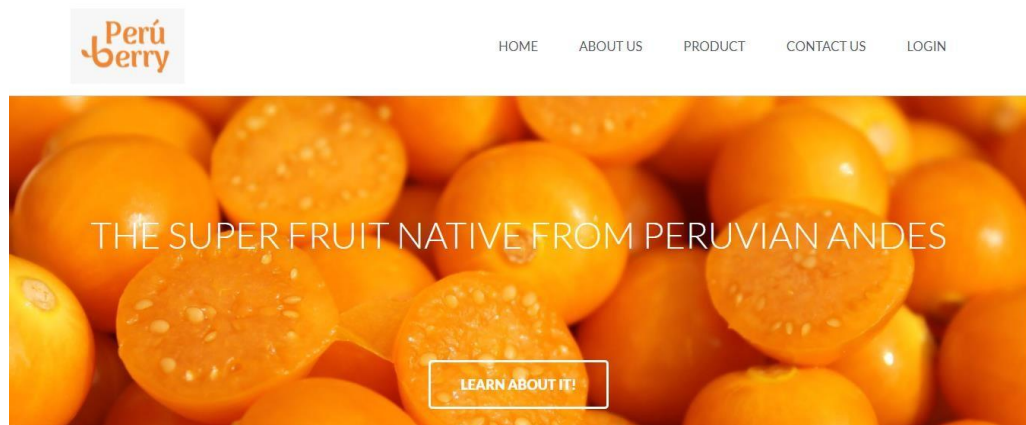 Perú
berry
HOME ABOUT US PRODUCT CONTACT US LOGIN
THE SUPER FRUIT NATIVE FROM PERUVIAN ANDES
LEARN ABOUT IT!